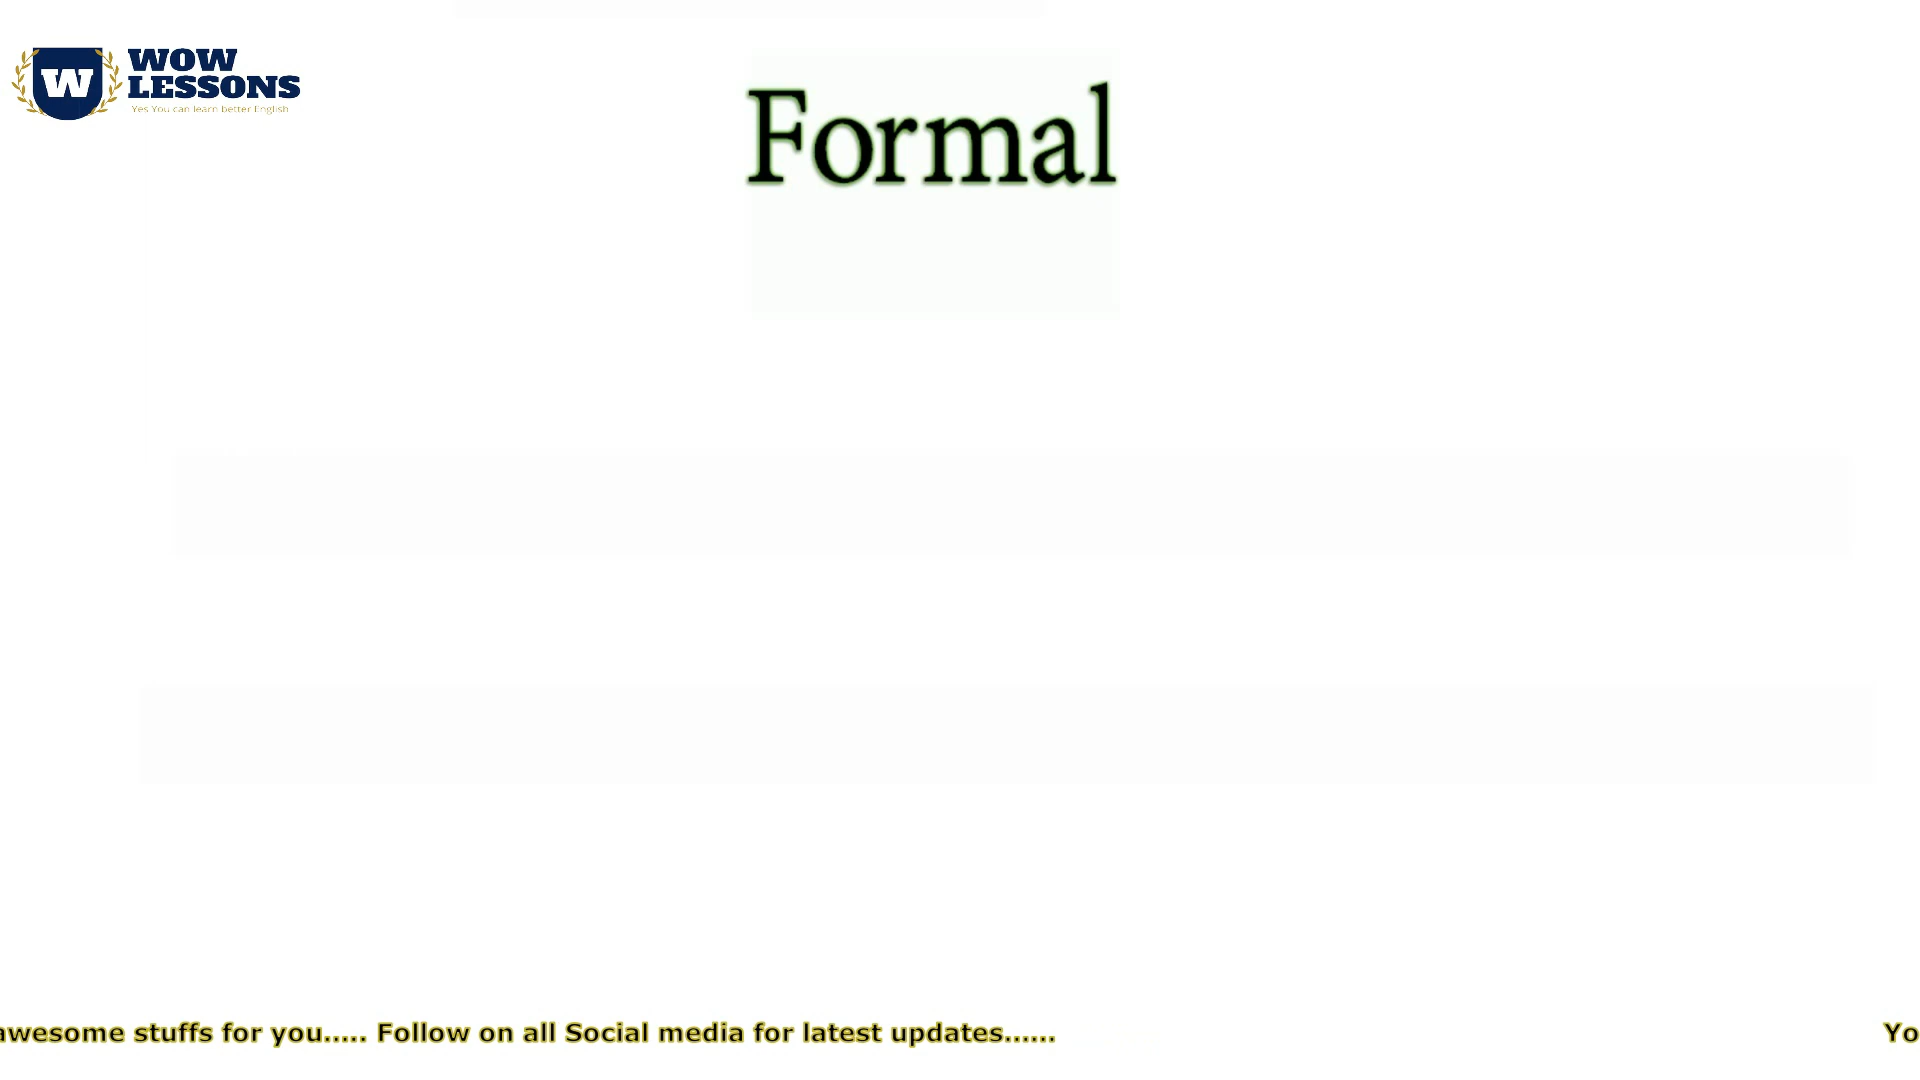 W
WOW
LESSONS
Yes You can learn better English
Formal
awesome stuffs for you..... Follow on all Social media for latest updates......
Yo